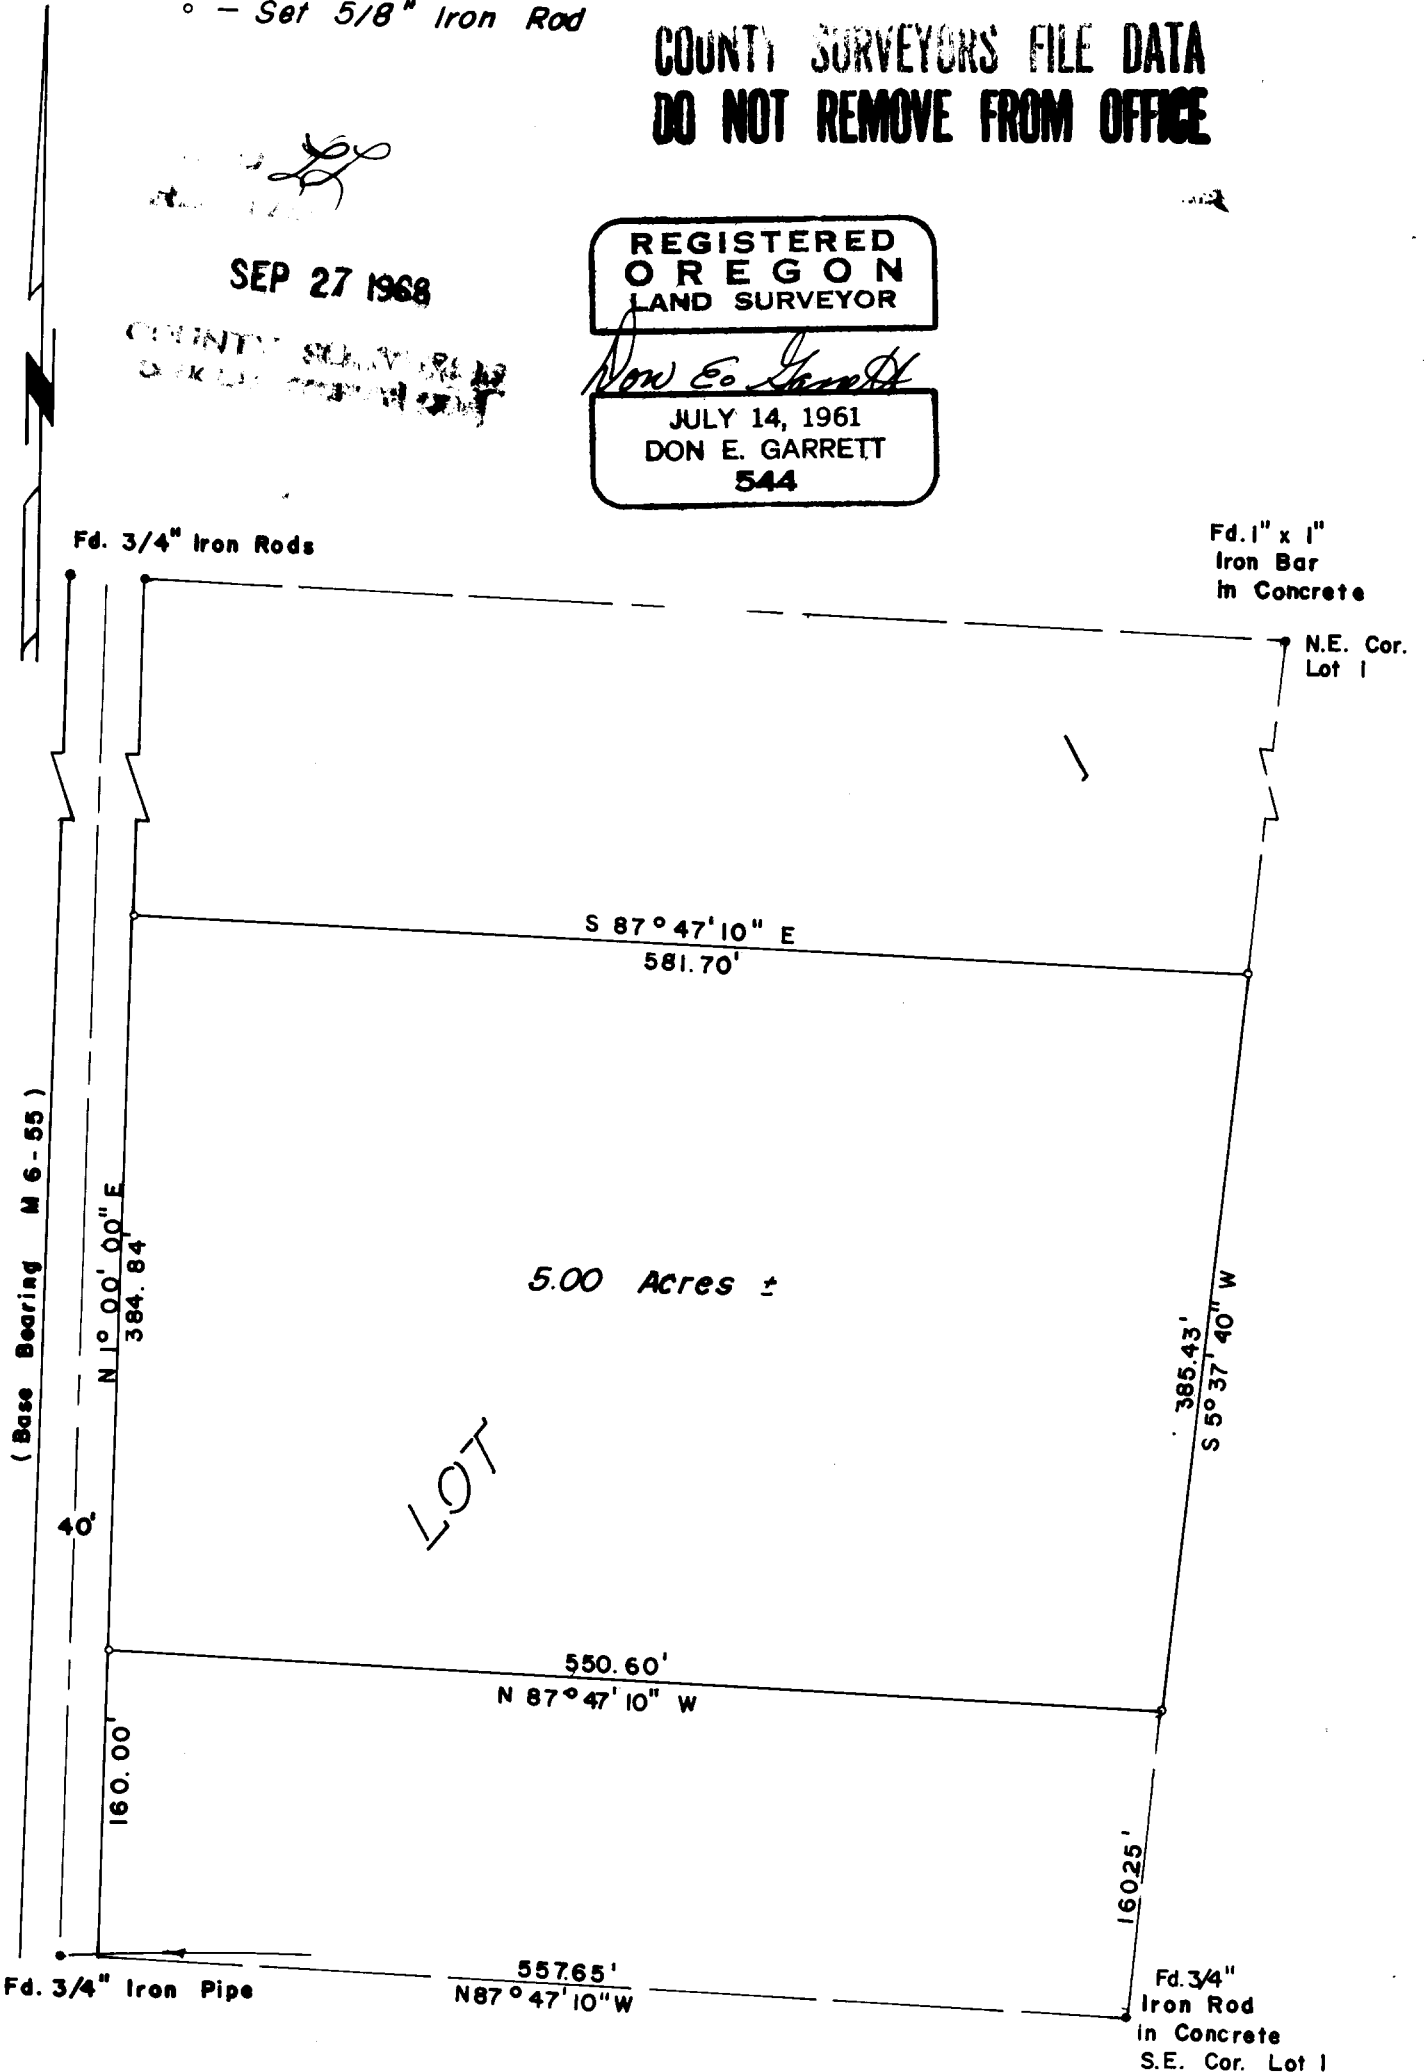 ° - Set 5/8" Iron Rod
COUNTY SURVEYORS FILE DATA
DO NOT REMOVE FROM OFFICE
SEP 27 1968
COUNTY
REGISTERED
OREGON
LAND SURVEYOR
Don E. Garrett
JULY 14, 1961
DON E. GARRETT
544
Fd. 3/4" Iron Rods
Fd. 1" x 1"
Iron Bar
in Concrete
N.E. Cor.
Lot 1
S 87° 47' 10" E
581.70'
(Base Bearing M 6-55)
N 1° 00' 00" E
384.84'
5.00 Acres ±
385.43'
S 5° 37' 40" W
LOT 1
40'
550.60'
N 87° 47' 10" W
160.00'
160.25'
557.65'
N 87° 47' 10" W
Fd. 3/4" Iron Pipe
Fd. 3/4"
Iron Rod
in Concrete
S.E. Cor. Lot 1